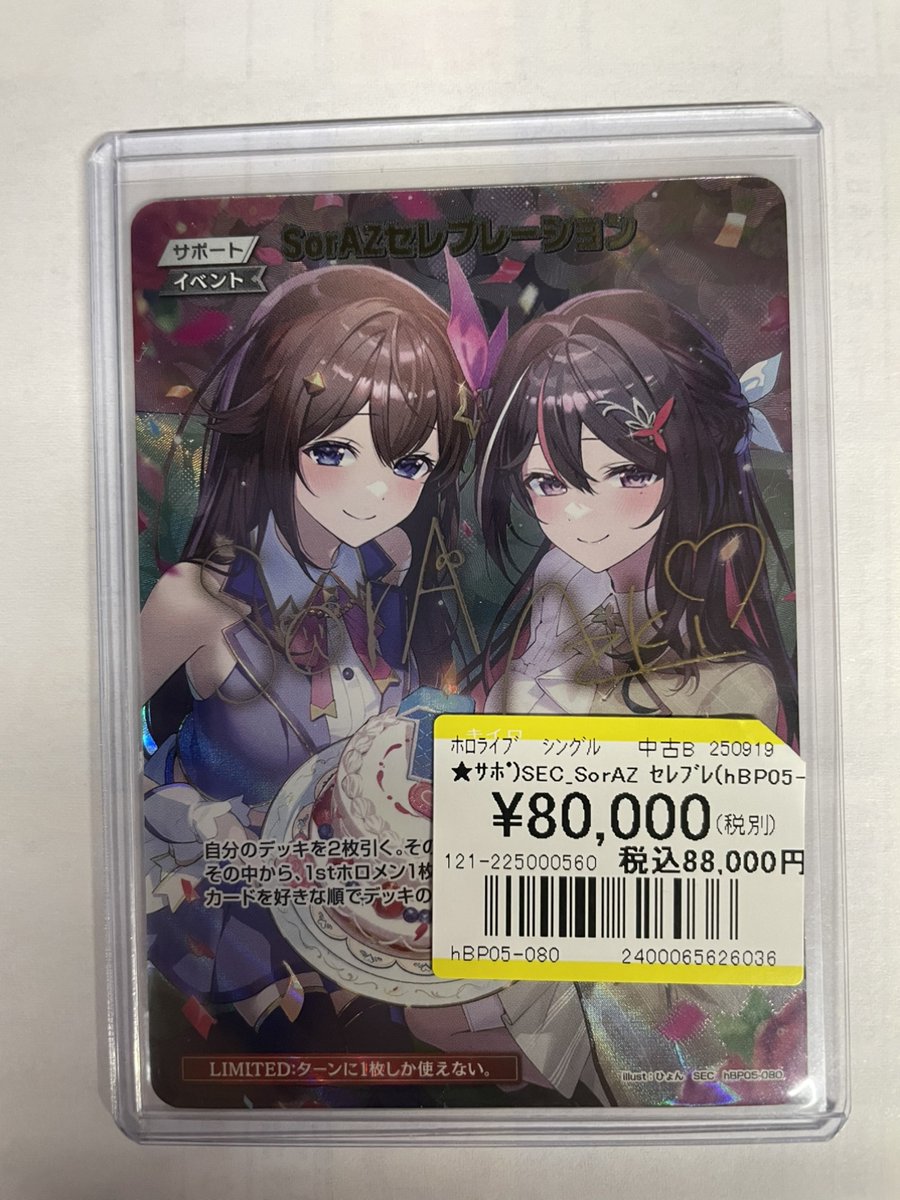 サポート
イベント
SorAZセレブレーション
SORA
AZKi
キイワ
ホロライブ シングル 中古B 250919
★サポ)SEC_SorAZ セレブレ(hBP05-
¥80,000(税別)
121-225000560 税込88,000円
hBP05-080 2400065626036
自分のデッキを2枚引く。その
その中から、1stホロメン1枚
カードを好きな順でデッキの
LIMITED:ターンに1枚しか使えない。
illust:ひょん SEC hBP05-080